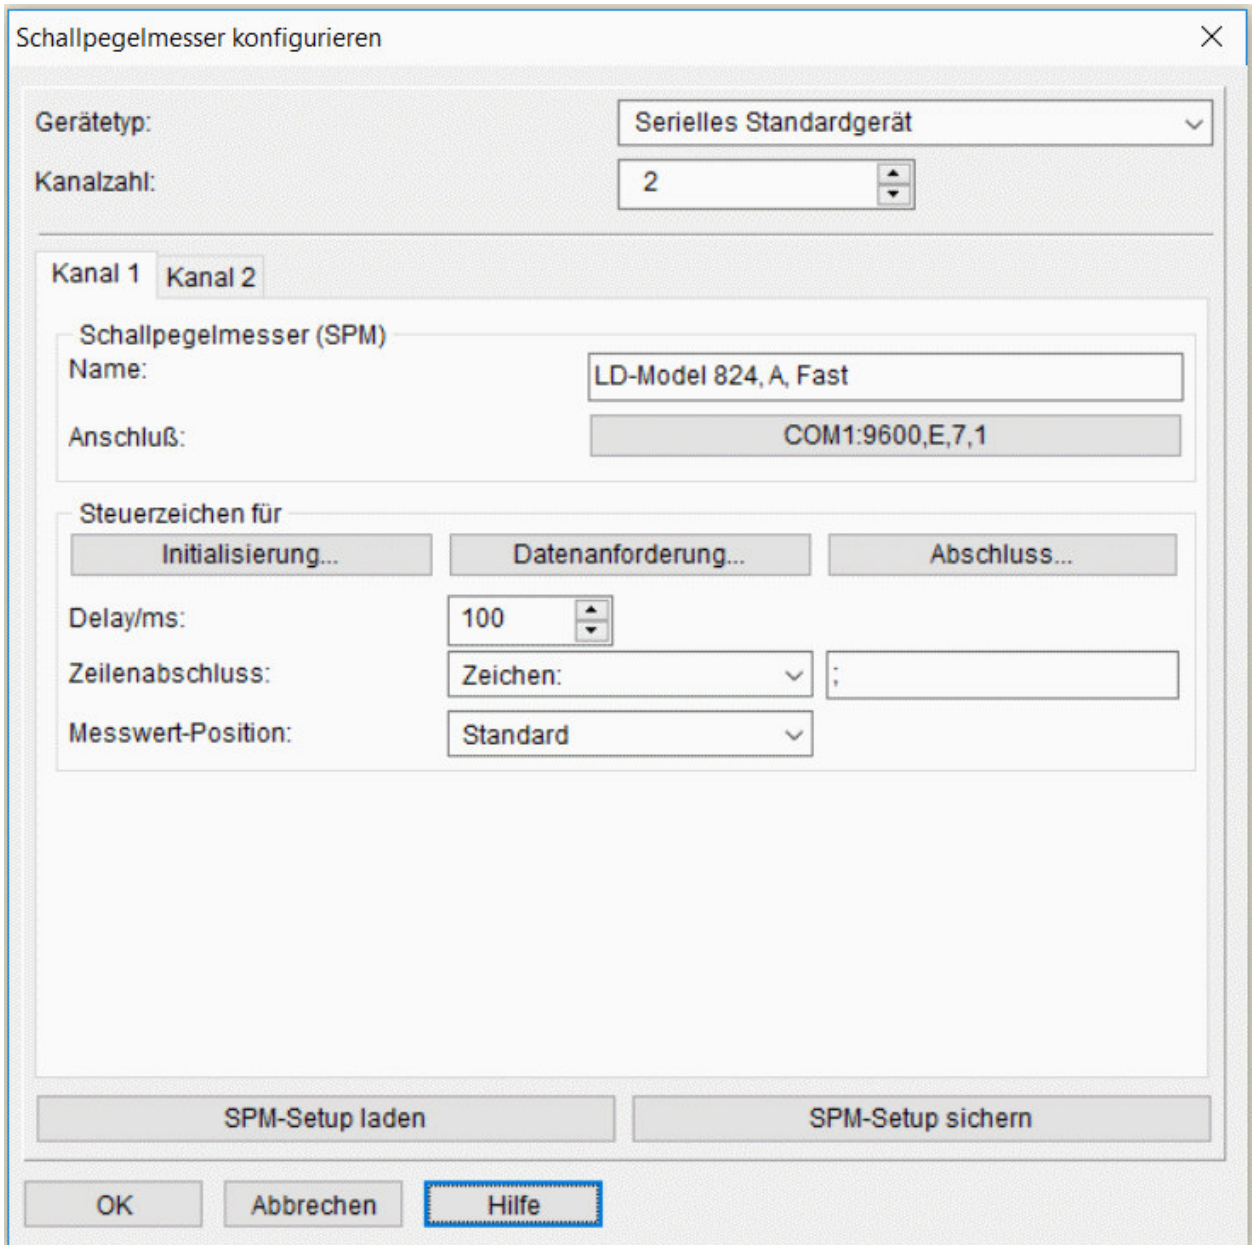 Schallpegelmesser konfigurieren
Gerätetyp: Serielles Standardgerät
Kanalzahl: 2
Kanal 1 Kanal 2
Schallpegelmesser (SPM)
Name: LD-Model 824, A, Fast
Anschluß: COM1:9600,E,7,1
Steuerzeichen für
Initialisierung... Datenanforderung... Abschluss...
Delay/ms: 100
Zeilenabschluss: Zeichen: ;
Messwert-Position: Standard
SPM-Setup laden SPM-Setup sichern
OK Abbrechen Hilfe